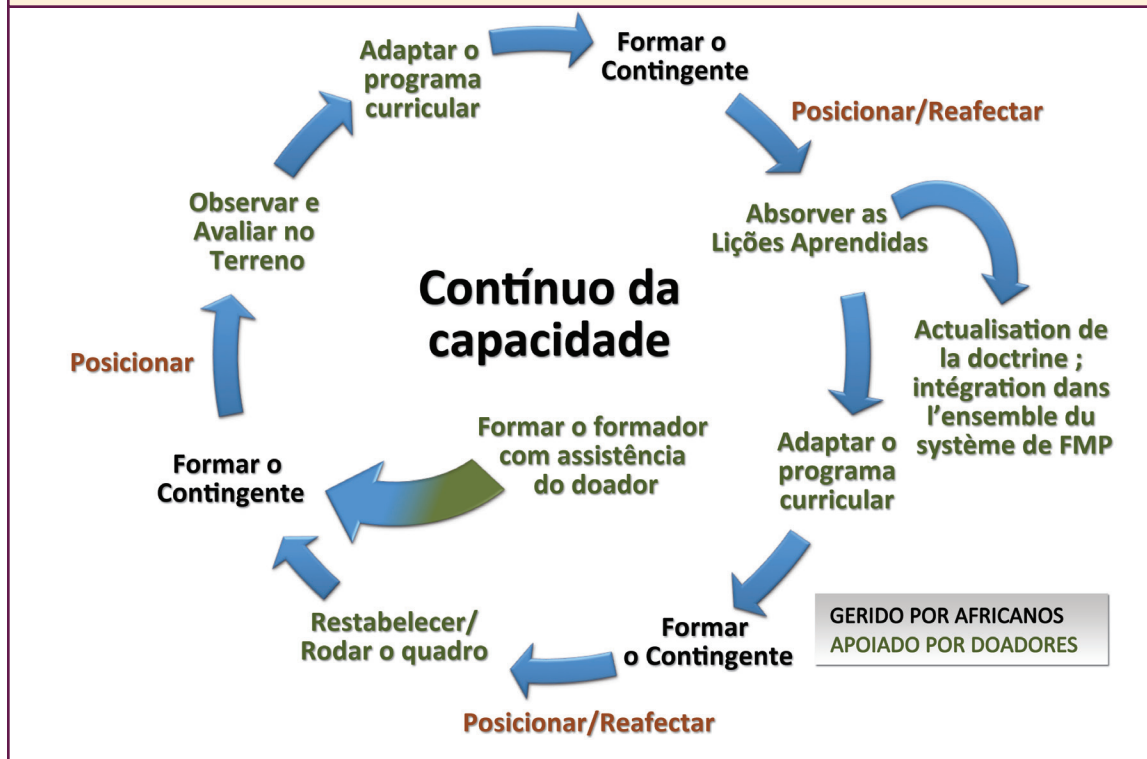 Adaptar o
programa
curricular
Formar o
Contingente
Posicionar/Reafectar
Absorver as
Lições Aprendidas
Actualisation de
la doctrine ;
intégration dans
l'ensemble du
système de FMP
Adaptar o
programa
curricular
Formar
o Contingente
Posicionar/Reafectar
Restabelecer/
Rodar o quadro
Formar o
Contingente
Formar o formador
com assistência
do doador
Posicionar
Observar e
Avaliar no
Terreno
Contínuo da
capacidade
GERIDO POR AFRICANOS
APOIADO POR DOADORES